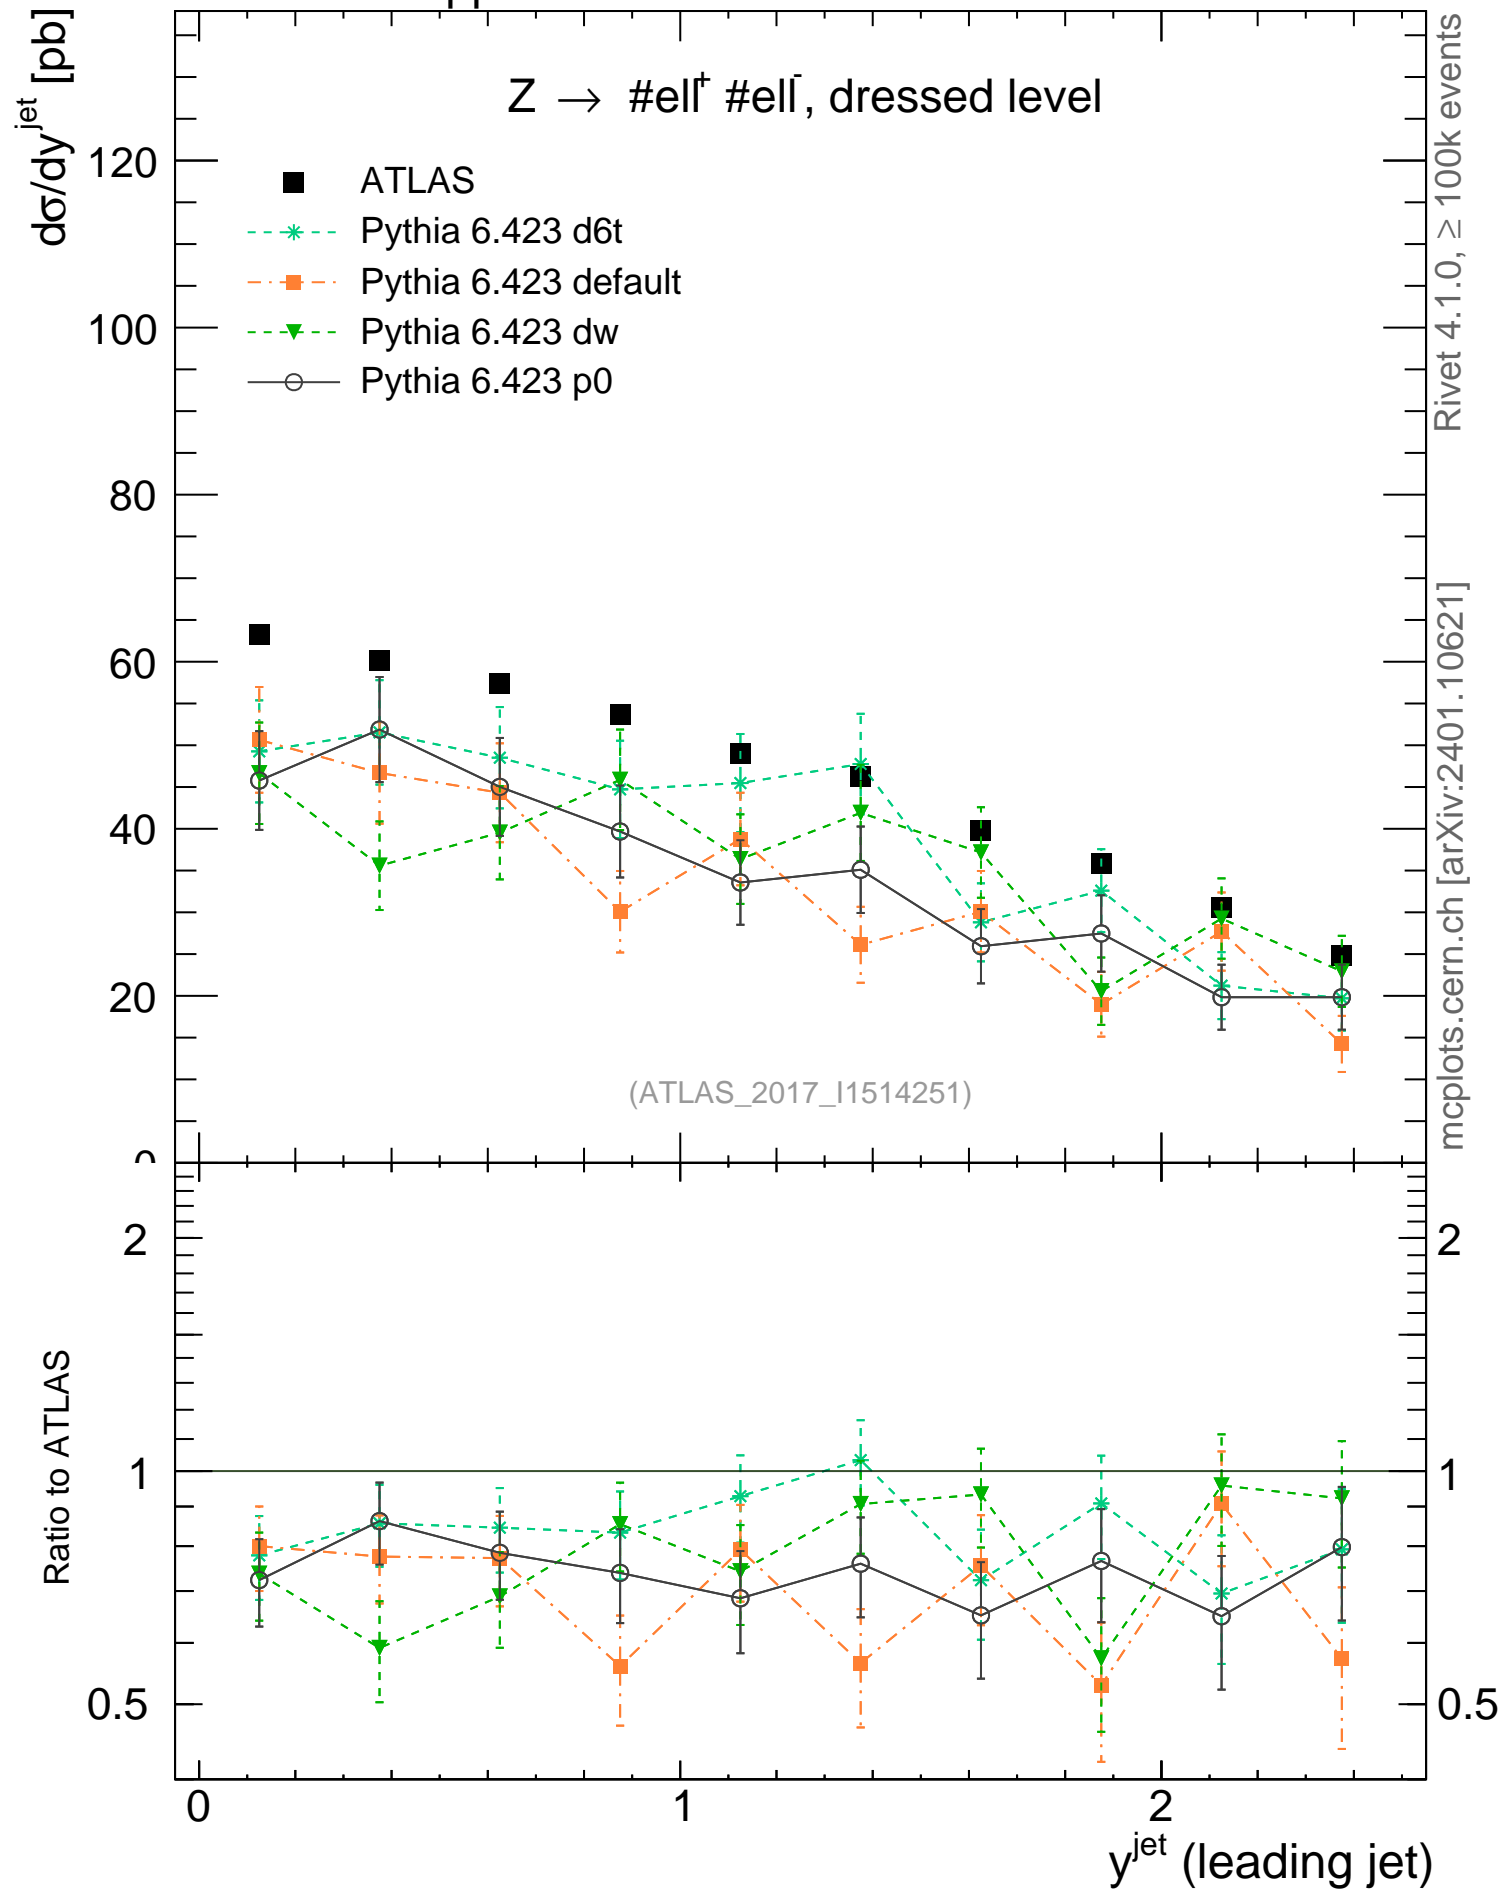 dσ/dy^jet [pb]
Z → #ell⁺ #ell⁻, dressed level
ATLAS
Pythia 6.423 d6t
Pythia 6.423 default
Pythia 6.423 dw
Pythia 6.423 p0
120
100
80
60
40
20
0
(ATLAS_2017_I1514251)
Rivet 4.1.0, ≥ 100k events
mcplots.cern.ch [arXiv:2401.10621]
Ratio to ATLAS
2
1
0.5
2
1
0.5
0
1
2
y^jet (leading jet)